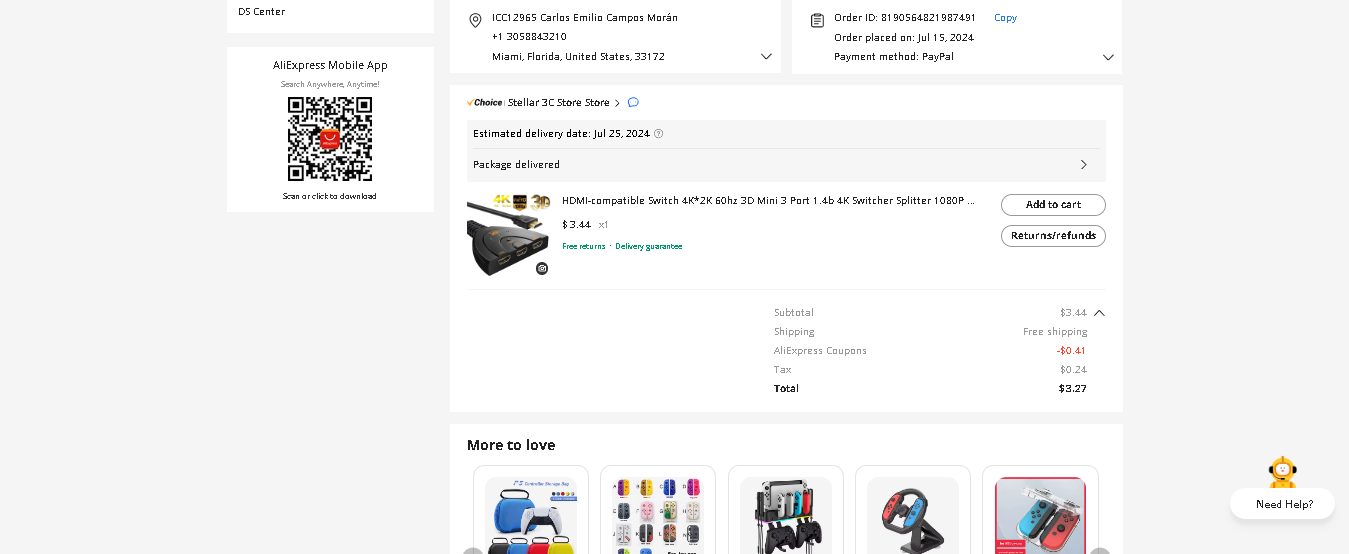 DS Center
AliExpress Mobile App
Search Anywhere, Anytime!
Scan or click to download
ICC12965 Carlos Emilio Campos Morán
+1 3058843210
Miami, Florida, United States, 33172
Order ID: 8190564821987491 Copy
Order placed on: Jul 15, 2024
Payment method: PayPal
Choice Stellar 3C Store Store
Estimated delivery date: Jul 25, 2024
Package delivered
4K 3D
HDMI-compatible Switch 4K*2K 60hz 3D Mini 3 Port 1.4b 4K Switcher Splitter 1080P ...
$3.44 x1
Free returns · Delivery guarantee
Add to cart
Returns/refunds
Subtotal $3.44
Shipping Free shipping
AliExpress Coupons -$0.41
Tax $0.24
Total $3.27
More to love
Controller Storage Bag
Need Help?